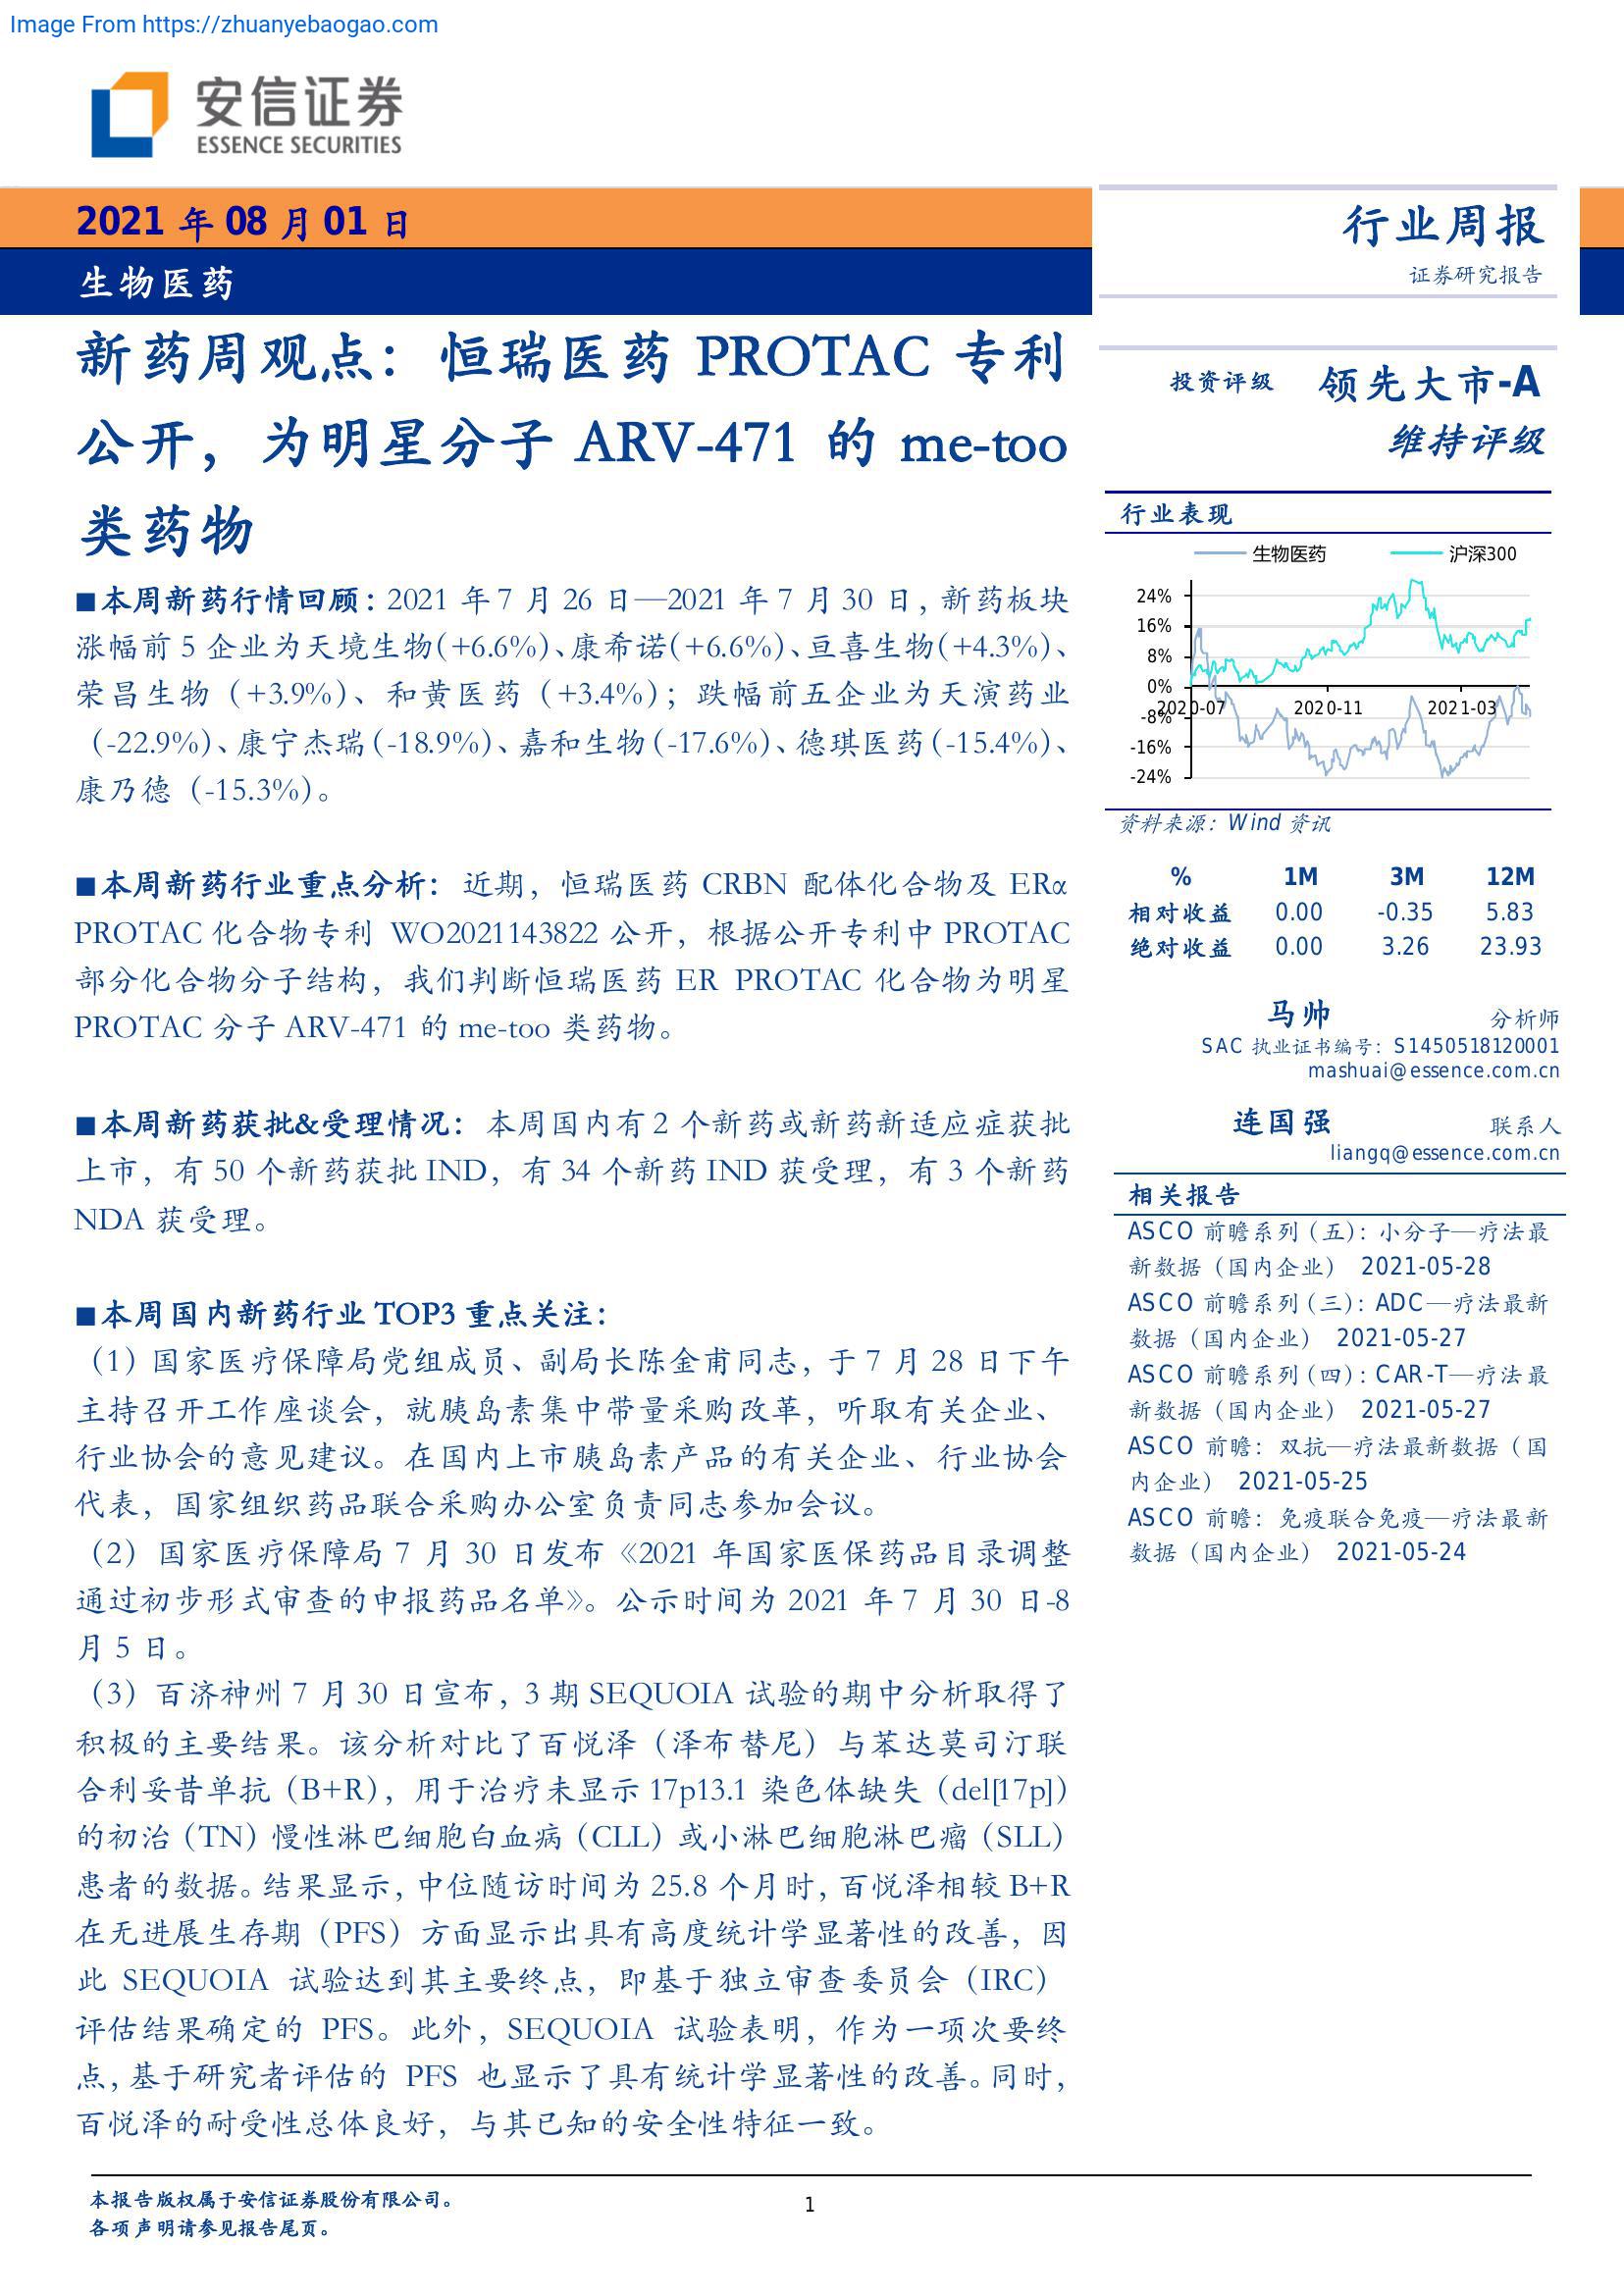 Image From https://zhuanyebaogao.com
安信证券
ESSENCE SECURITIES
2021 年 08 月 01 日
生物医药
行业周报
证券研究报告
新药周观点：恒瑞医药 PROTAC 专利
公开，为明星分子 ARV-471 的 me-too
类药物
■本周新药行情回顾：2021 年 7 月 26 日—2021 年 7 月 30 日，新药板块
涨幅前 5 企业为天境生物(+6.6%)、康希诺(+6.6%)、亘喜生物(+4.3%)、
荣昌生物（+3.9%）、和黄医药（+3.4%）；跌幅前五企业为天演药业
（-22.9%）、康宁杰瑞（-18.9%）、嘉和生物（-17.6%）、德琪医药（-15.4%）、
康乃德（-15.3%）。
■本周新药行业重点分析：近期，恒瑞医药 CRBN 配体化合物及 ERα
PROTAC 化合物专利 WO2021143822 公开，根据公开专利中 PROTAC
部分化合物分子结构，我们判断恒瑞医药 ER PROTAC 化合物为明星
PROTAC 分子 ARV-471 的 me-too 类药物。
■本周新药获批&受理情况：本周国内有 2 个新药或新药新适应症获批
上市，有 50 个新药获批 IND，有 34 个新药 IND 获受理，有 3 个新药
NDA 获受理。
■本周国内新药行业 TOP3 重点关注：
（1）国家医疗保障局党组成员、副局长陈金甫同志，于 7 月 28 日下午
主持召开工作座谈会，就胰岛素集中带量采购改革，听取有关企业、
行业协会的意见建议。在国内上市胰岛素产品的有关企业、行业协会
代表，国家组织药品联合采购办公室负责同志参加会议。
（2）国家医疗保障局 7 月 30 日发布《2021 年国家医保药品目录调整
通过初步形式审查的申报药品名单》。公示时间为 2021 年 7 月 30 日-8
月 5 日。
（3）百济神州 7 月 30 日宣布，3 期 SEQUOIA 试验的期中分析取得了
积极的主要结果。该分析对比了百悦泽（泽布替尼）与苯达莫司汀联
合利妥昔单抗（B+R），用于治疗未显示 17p13.1 染色体缺失（del[17p]）
的初治（TN）慢性淋巴细胞白血病（CLL）或小淋巴细胞淋巴瘤（SLL）
患者的数据。结果显示，中位随访时间为 25.8 个月时，百悦泽相较 B+R
在无进展生存期（PFS）方面显示出具有高度统计学显著性的改善，因
此 SEQUOIA 试验达到其主要终点，即基于独立审查委员会（IRC）
评估结果确定的 PFS。此外，SEQUOIA 试验表明，作为一项次要终
点，基于研究者评估的 PFS 也显示了具有统计学显著性的改善。同时，
百悦泽的耐受性总体良好，与其已知的安全性特征一致。
投资评级 领先大市-A
维持评级
行业表现
生物医药 沪深300
24%
16%
8%
0%
-8%
-16%
-24%
2020-07 2020-11 2021-03
资料来源：Wind 资讯
% 1M 3M 12M
相对收益 0.00 -0.35 5.83
绝对收益 0.00 3.26 23.93
马帅 分析师
SAC 执业证书编号：S1450518120001
mashuai@essence.com.cn
连国强 联系人
liangq@essence.com.cn
相关报告
ASCO 前瞻系列（五）：小分子—疗法最
新数据（国内企业） 2021-05-28
ASCO 前瞻系列（三）：ADC—疗法最新
数据（国内企业） 2021-05-27
ASCO 前瞻系列（四）：CAR-T—疗法最
新数据（国内企业） 2021-05-27
ASCO 前瞻：双抗—疗法最新数据（国
内企业） 2021-05-25
ASCO 前瞻：免疫联合免疫—疗法最新
数据（国内企业） 2021-05-24
本报告版权属于安信证券股份有限公司。
各项声明请参见报告尾页。
1